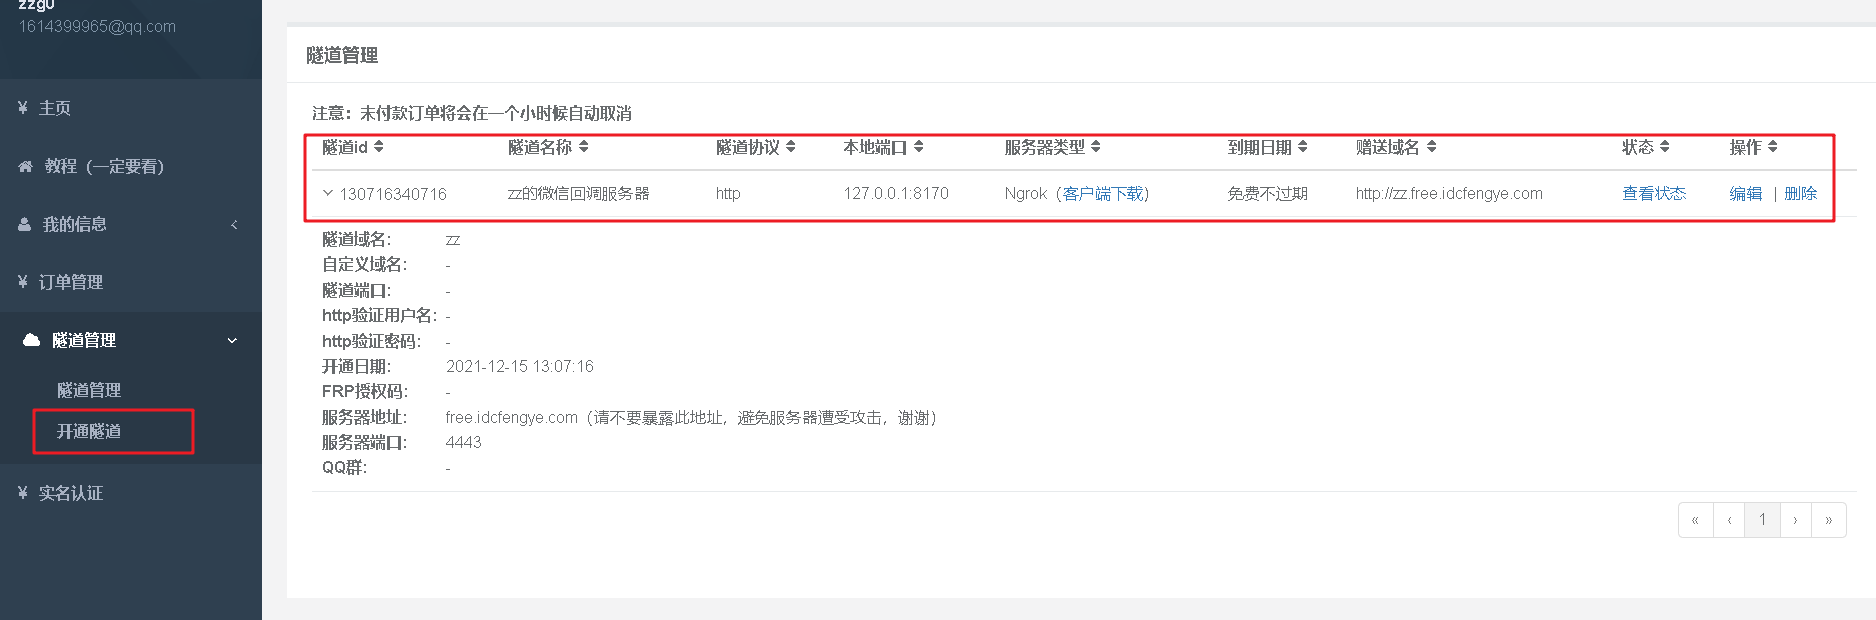 zzgu
1614399965@qq.com
¥ 主页
教程（一定要看）
我的信息
¥ 订单管理
隧道管理
隧道管理
开通隧道
¥ 实名认证
隧道管理
注意：未付款订单将会在一个小时候自动取消
隧道id 隧道名称 隧道协议 本地端口 服务器类型 到期日期 赠送域名 状态 操作
130716340716 zz的微信回调服务器 http 127.0.0.1:8170 Ngrok（客户端下载） 免费不过期 http://zz.free.idcfengye.com 查看状态 编辑 | 删除
隧道域名： zz
自定义域名： -
隧道端口： -
http验证用户名： -
http验证密码： -
开通日期： 2021-12-15 13:07:16
FRP授权码： -
服务器地址： free.idcfengye.com（请不要暴露此地址，避免服务器遭受攻击，谢谢）
服务器端口： 4443
QQ群： -
« ‹ 1 › »